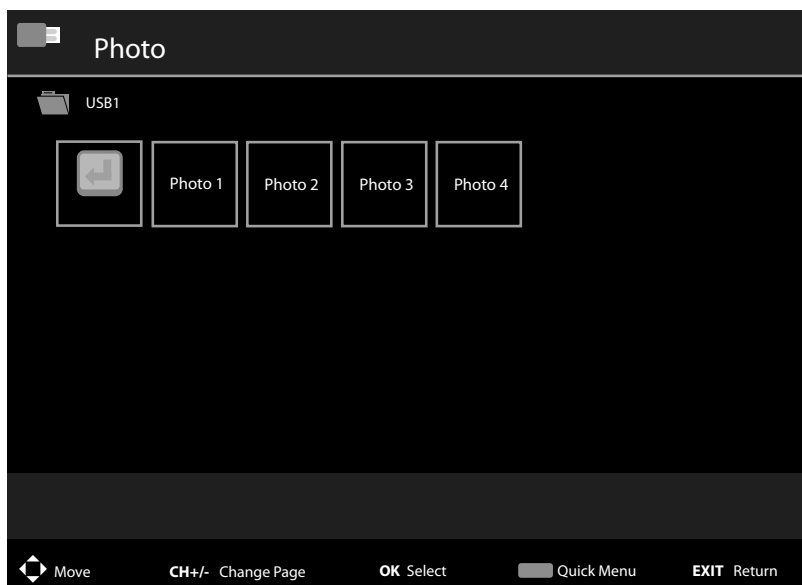 Photo
USB1
Photo 1 Photo 2 Photo 3 Photo 4
Move CH+/- Change Page OK Select Quick Menu EXIT Return